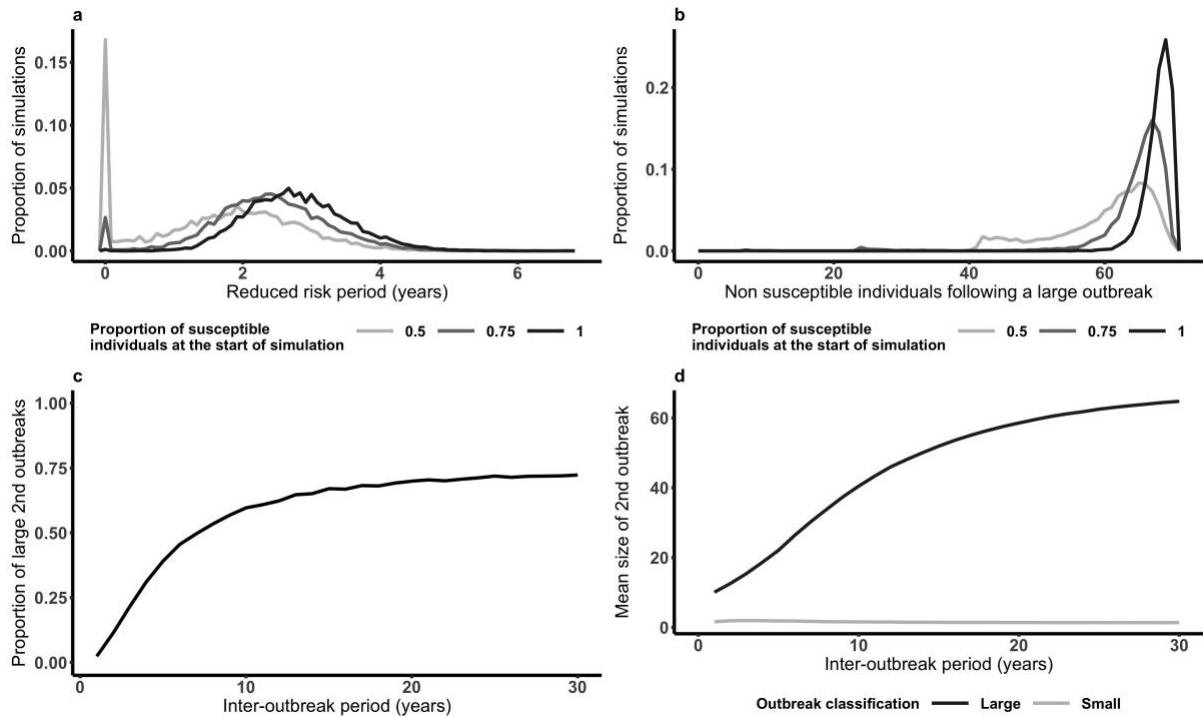 a
Proportion of simulations
0.15
0.10
0.05
0.00
0 2 4 6
Reduced risk period (years)
Proportion of susceptible
individuals at the start of simulation 0.5 0.75 1
b
Proportion of simulations
0.2
0.1
0.0
0 20 40 60
Non susceptible individuals following a large outbreak
Proportion of susceptible
individuals at the start of simulation 0.5 0.75 1
c
Proportion of large 2nd outbreaks
1.00
0.75
0.50
0.25
0.00
0 10 20 30
Inter-outbreak period (years)
d
Mean size of 2nd outbreak
60
40
20
0
0 10 20 30
Inter-outbreak period (years)
Outbreak classification Large Small